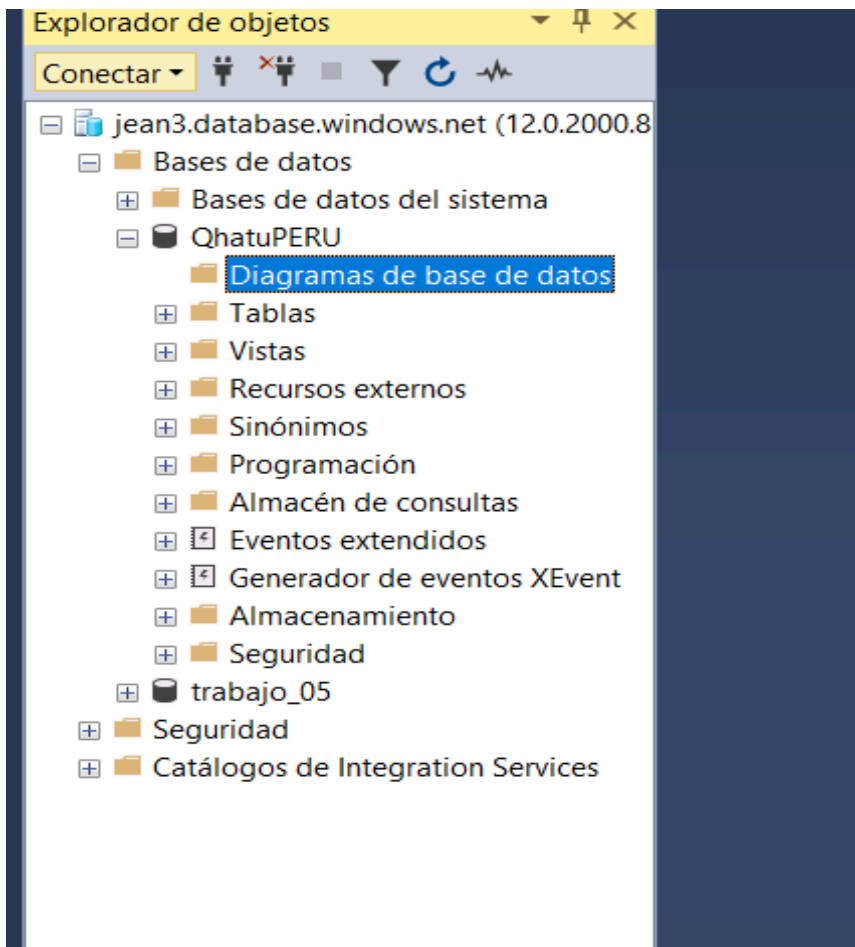 Explorador de objetos
Conectar
jean3.database.windows.net (12.0.2000.8
Bases de datos
Bases de datos del sistema
QhatuPERU
Diagramas de base de datos
Tablas
Vistas
Recursos externos
Sinónimos
Programación
Almacén de consultas
Eventos extendidos
Generador de eventos XEvent
Almacenamiento
Seguridad
trabajo_05
Seguridad
Catálogos de Integration Services